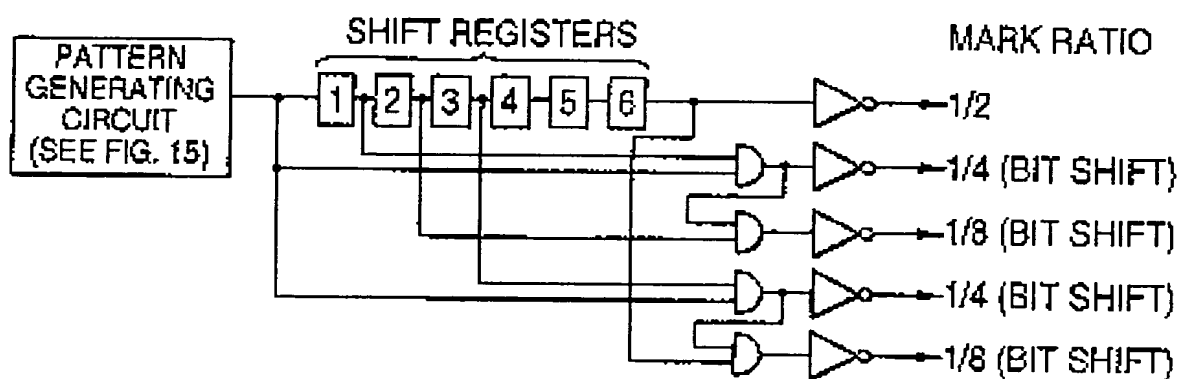 SHIFT REGISTERS
MARK RATIO
PATTERN
GENERATING
CIRCUIT
(SEE FIG. 15)
1 2 3 4 5 6
1/2
1/4 (BIT SHIFT)
1/8 (BIT SHIFT)
1/4 (BIT SHIFT)
1/8 (BIT SHIFT)